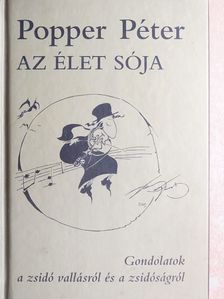 Popper Péter
AZ ÉLET SÓJA
Gondolatok
a zsidó vallásról és a zsidóságról